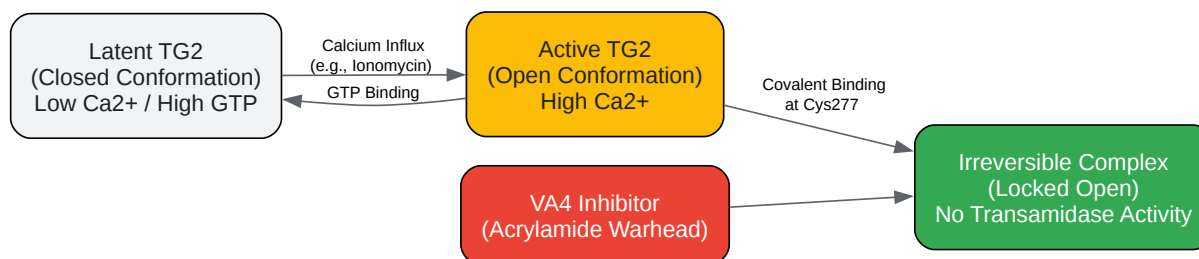 Latent TG2
(Closed Conformation)
Low Ca2+ / High GTP
Calcium Influx
(e.g., Ionomycin)
GTP Binding
Active TG2
(Open Conformation)
High Ca2+
Covalent Binding
at Cys277
VA4 Inhibitor
(Acrylamide Warhead)
Irreversible Complex
(Locked Open)
No Transamidase Activity